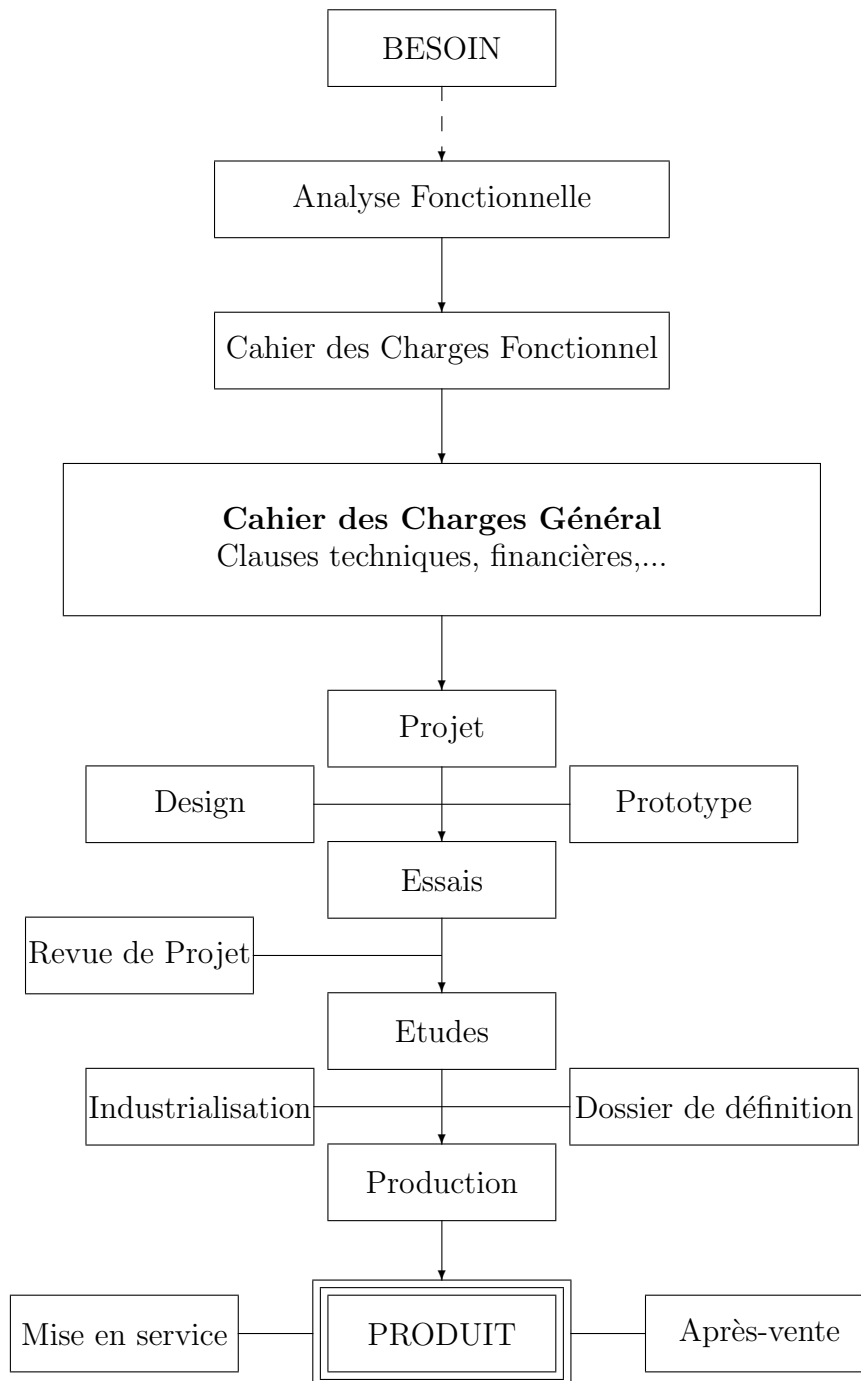 BESOIN
Analyse Fonctionnelle
Cahier des Charges Fonctionnel
Cahier des Charges Général
Clauses techniques, financières,...
Projet
Design
Prototype
Essais
Revue de Projet
Etudes
Industrialisation
Dossier de définition
Production
Mise en service
PRODUIT
Après-vente